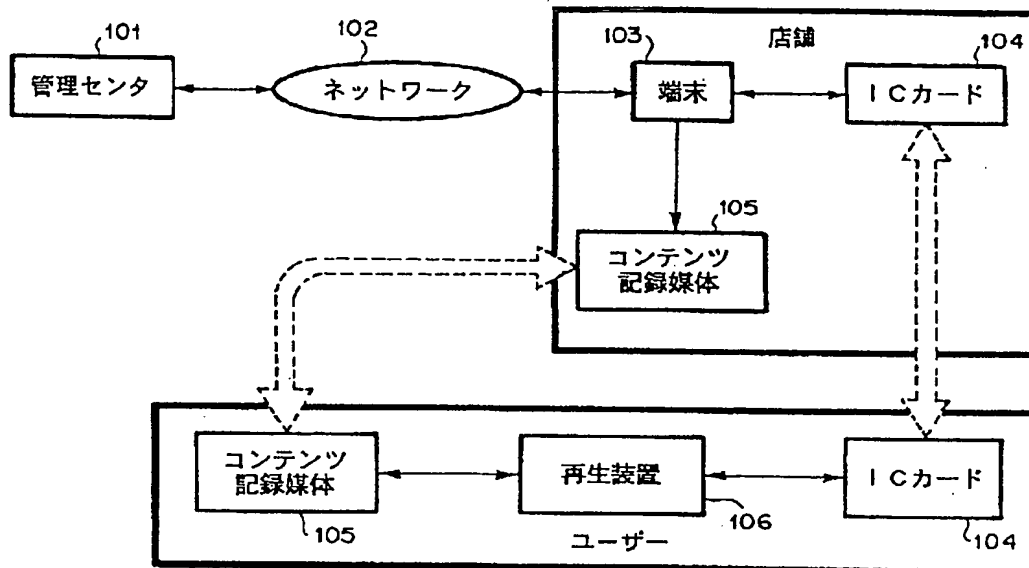 101
管理センタ
102
ネットワーク
店舗
103
端末
104
ICカード
105
コンテンツ
記録媒体
コンテンツ
記録媒体
105
再生装置
106
ICカード
104
ユーザー